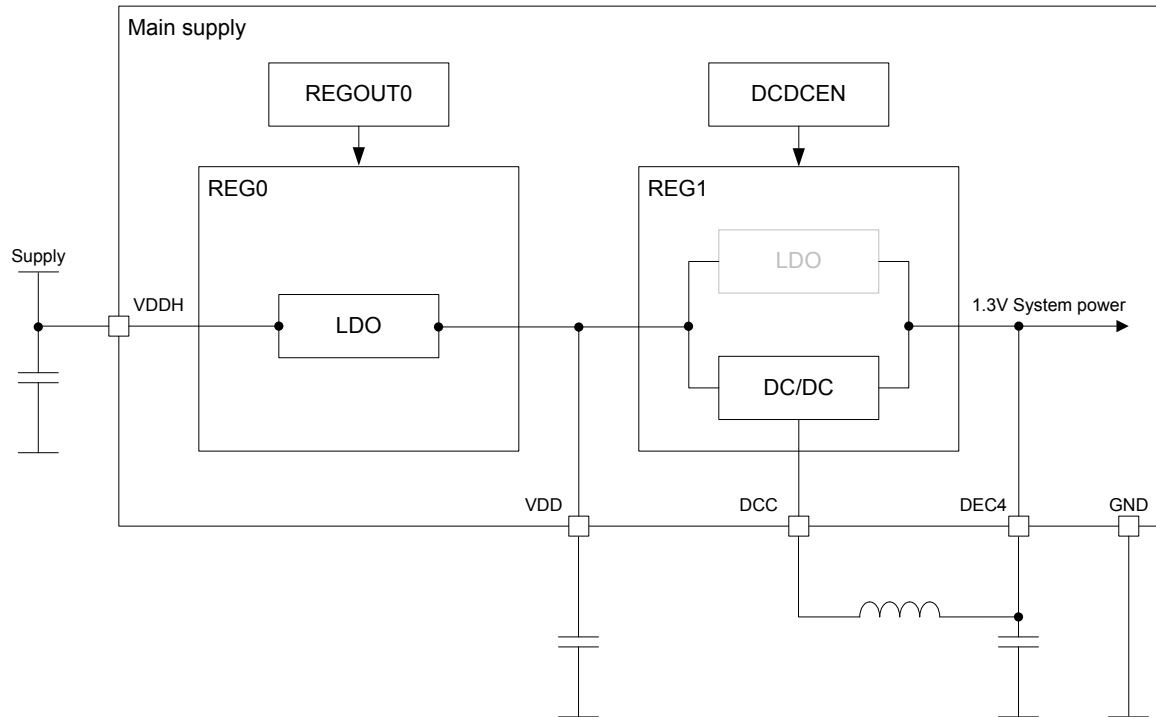 Main supply
REGOUT0
DCDCEN
REG0
REG1
Supply
LDO
VDDH
LDO
1.3V System power
DC/DC
VDD
DCC
DEC4
GND